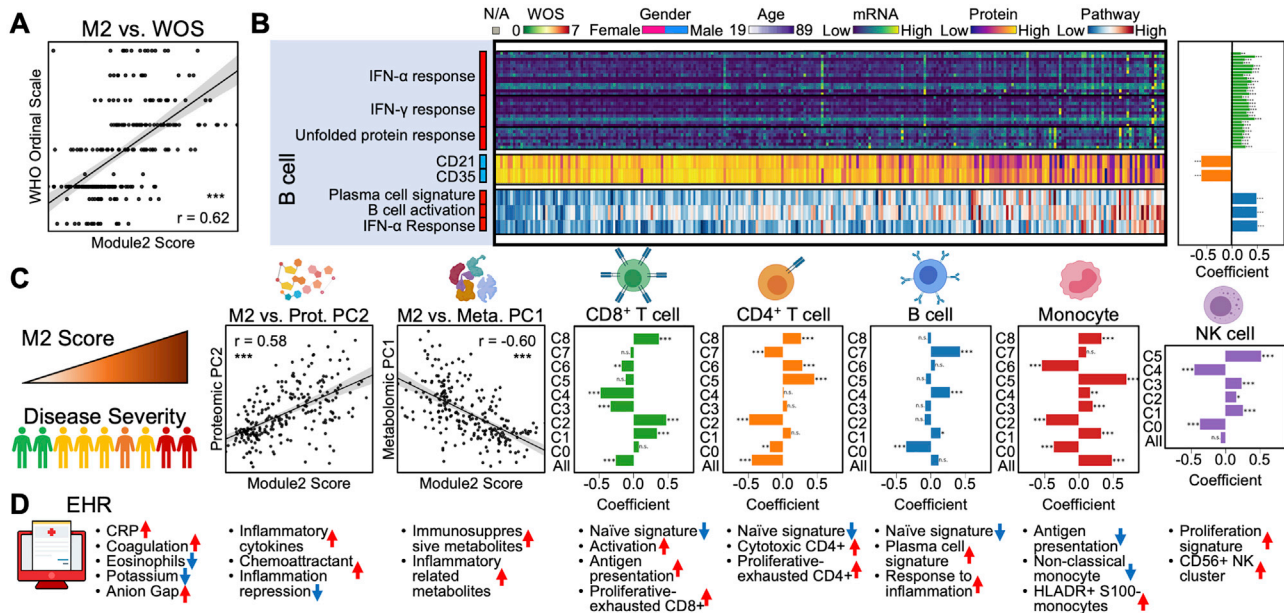 A
M2 vs. WOS
WHO Ordinal Scale
***
r = 0.62
Module2 Score
B
N/A
WOS
0 7
Gender
Female Male
Age
19 89
mRNA
Low High
Protein
Low High
Pathway
Low High
B cell
IFN-α response
IFN-γ response
Unfolded protein response
CD21
CD35
Plasma cell signature
B cell activation
IFN-α Response
-0.5 0 0.5
Coefficient
C
M2 Score
Disease Severity
M2 vs. Prot. PC2
r = 0.58
***
Proteomic PC2
Module2 Score
M2 vs. Meta. PC1
r = -0.60
***
Metabolomic PC1
Module2 Score
CD8⁺ T cell
C8 ***
C7 n.s.
C6 **
C5 n.s.
C4 ***
C3 ***
C2 ***
C1 ***
C0 n.s.
All ***
-0.5 0.0 0.5
Coefficient
CD4⁺ T cell
C8 ***
C7 ***
C6 ***
C5 ***
C4 n.s.
C3 n.s.
C2 ***
C1 n.s.
C0 **
All ***
-0.5 0.0 0.5
Coefficient
B cell
C8 n.s.
C7 ***
C6 n.s.
C5 n.s.
C4 ***
C3 n.s.
C2 n.s.
C1 *
C0 ***
All n.s.
-0.5 0.0 0.5
Coefficient
Monocyte
C8 ***
C7 n.s.
C6 ***
C5 ***
C4 **
C3 ***
C2 ***
C1 ***
C0 ***
All ***
-0.5 0.0 0.5
Coefficient
NK cell
C5 ***
C4 ***
C3 ***
C2 *
C1 ***
C0 ***
All n.s.
-0.5 0.0 0.5
Coefficient
D
EHR
• CRP
• Coagulation
• Eosinophils
• Potassium
• Anion Gap
• Inflammatory
cytokines
• Chemoattractant
• Inflammation
repression
• Immunosuppres
sive metabolites
• Inflammatory
related
metabolites
• Naïve signature
• Activation
• Antigen
presentation
• Proliferative-
exhausted CD8+
• Naïve signature
• Cytotoxic CD4+
• Proliferative-
exhausted CD4+
• Naïve signature
• Plasma cell
signature
• Response to
inflammation
• Antigen
presentation
• Non-classical
monocyte
• HLADR+ S100-
monocytes
• Proliferation
signature
• CD56+ NK
cluster